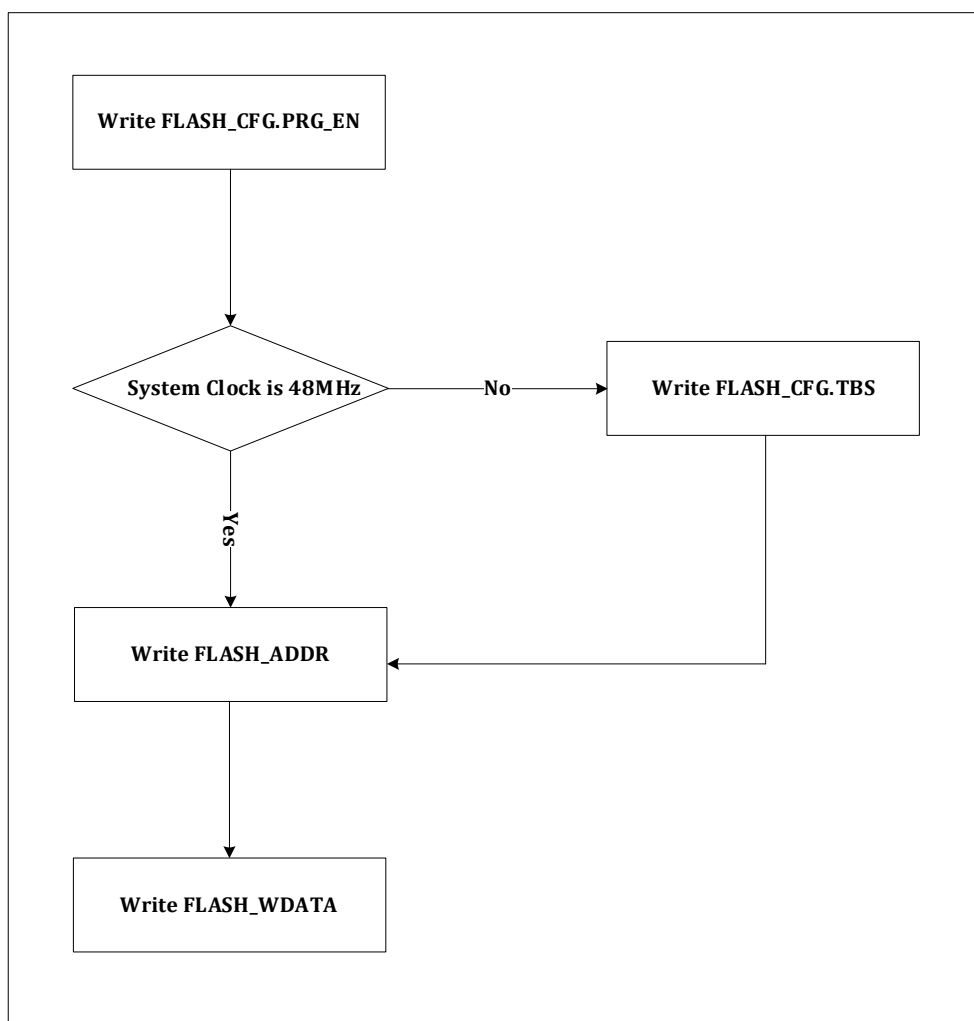 Write FLASH_CFG.PRG_EN
System Clock is 48MHz
No
Write FLASH_CFG.TBS
Yes
Write FLASH_ADDR
Write FLASH_WDATA